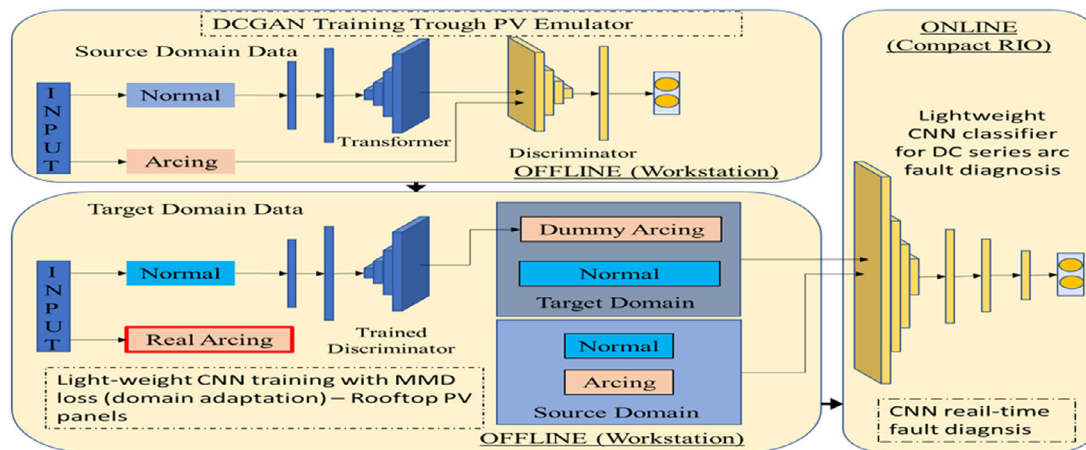 DCGAN Training Trough PV Emulator
Source Domain Data
INPUT
Normal
Arcing
Transformer
Discriminator
OFFLINE (Workstation)
Target Domain Data
INPUT
Normal
Real Arcing
Trained
Discriminator
Light-weight CNN training with MMD
loss (domain adaptation) – Rooftop PV
panels
Dummy Arcing
Normal
Target Domain
Normal
Arcing
Source Domain
OFFLINE (Workstation)
ONLINE
(Compact RIO)
Lightweight
CNN classifier
for DC series arc
fault diagnosis
CNN reail-time
fault diagnsis